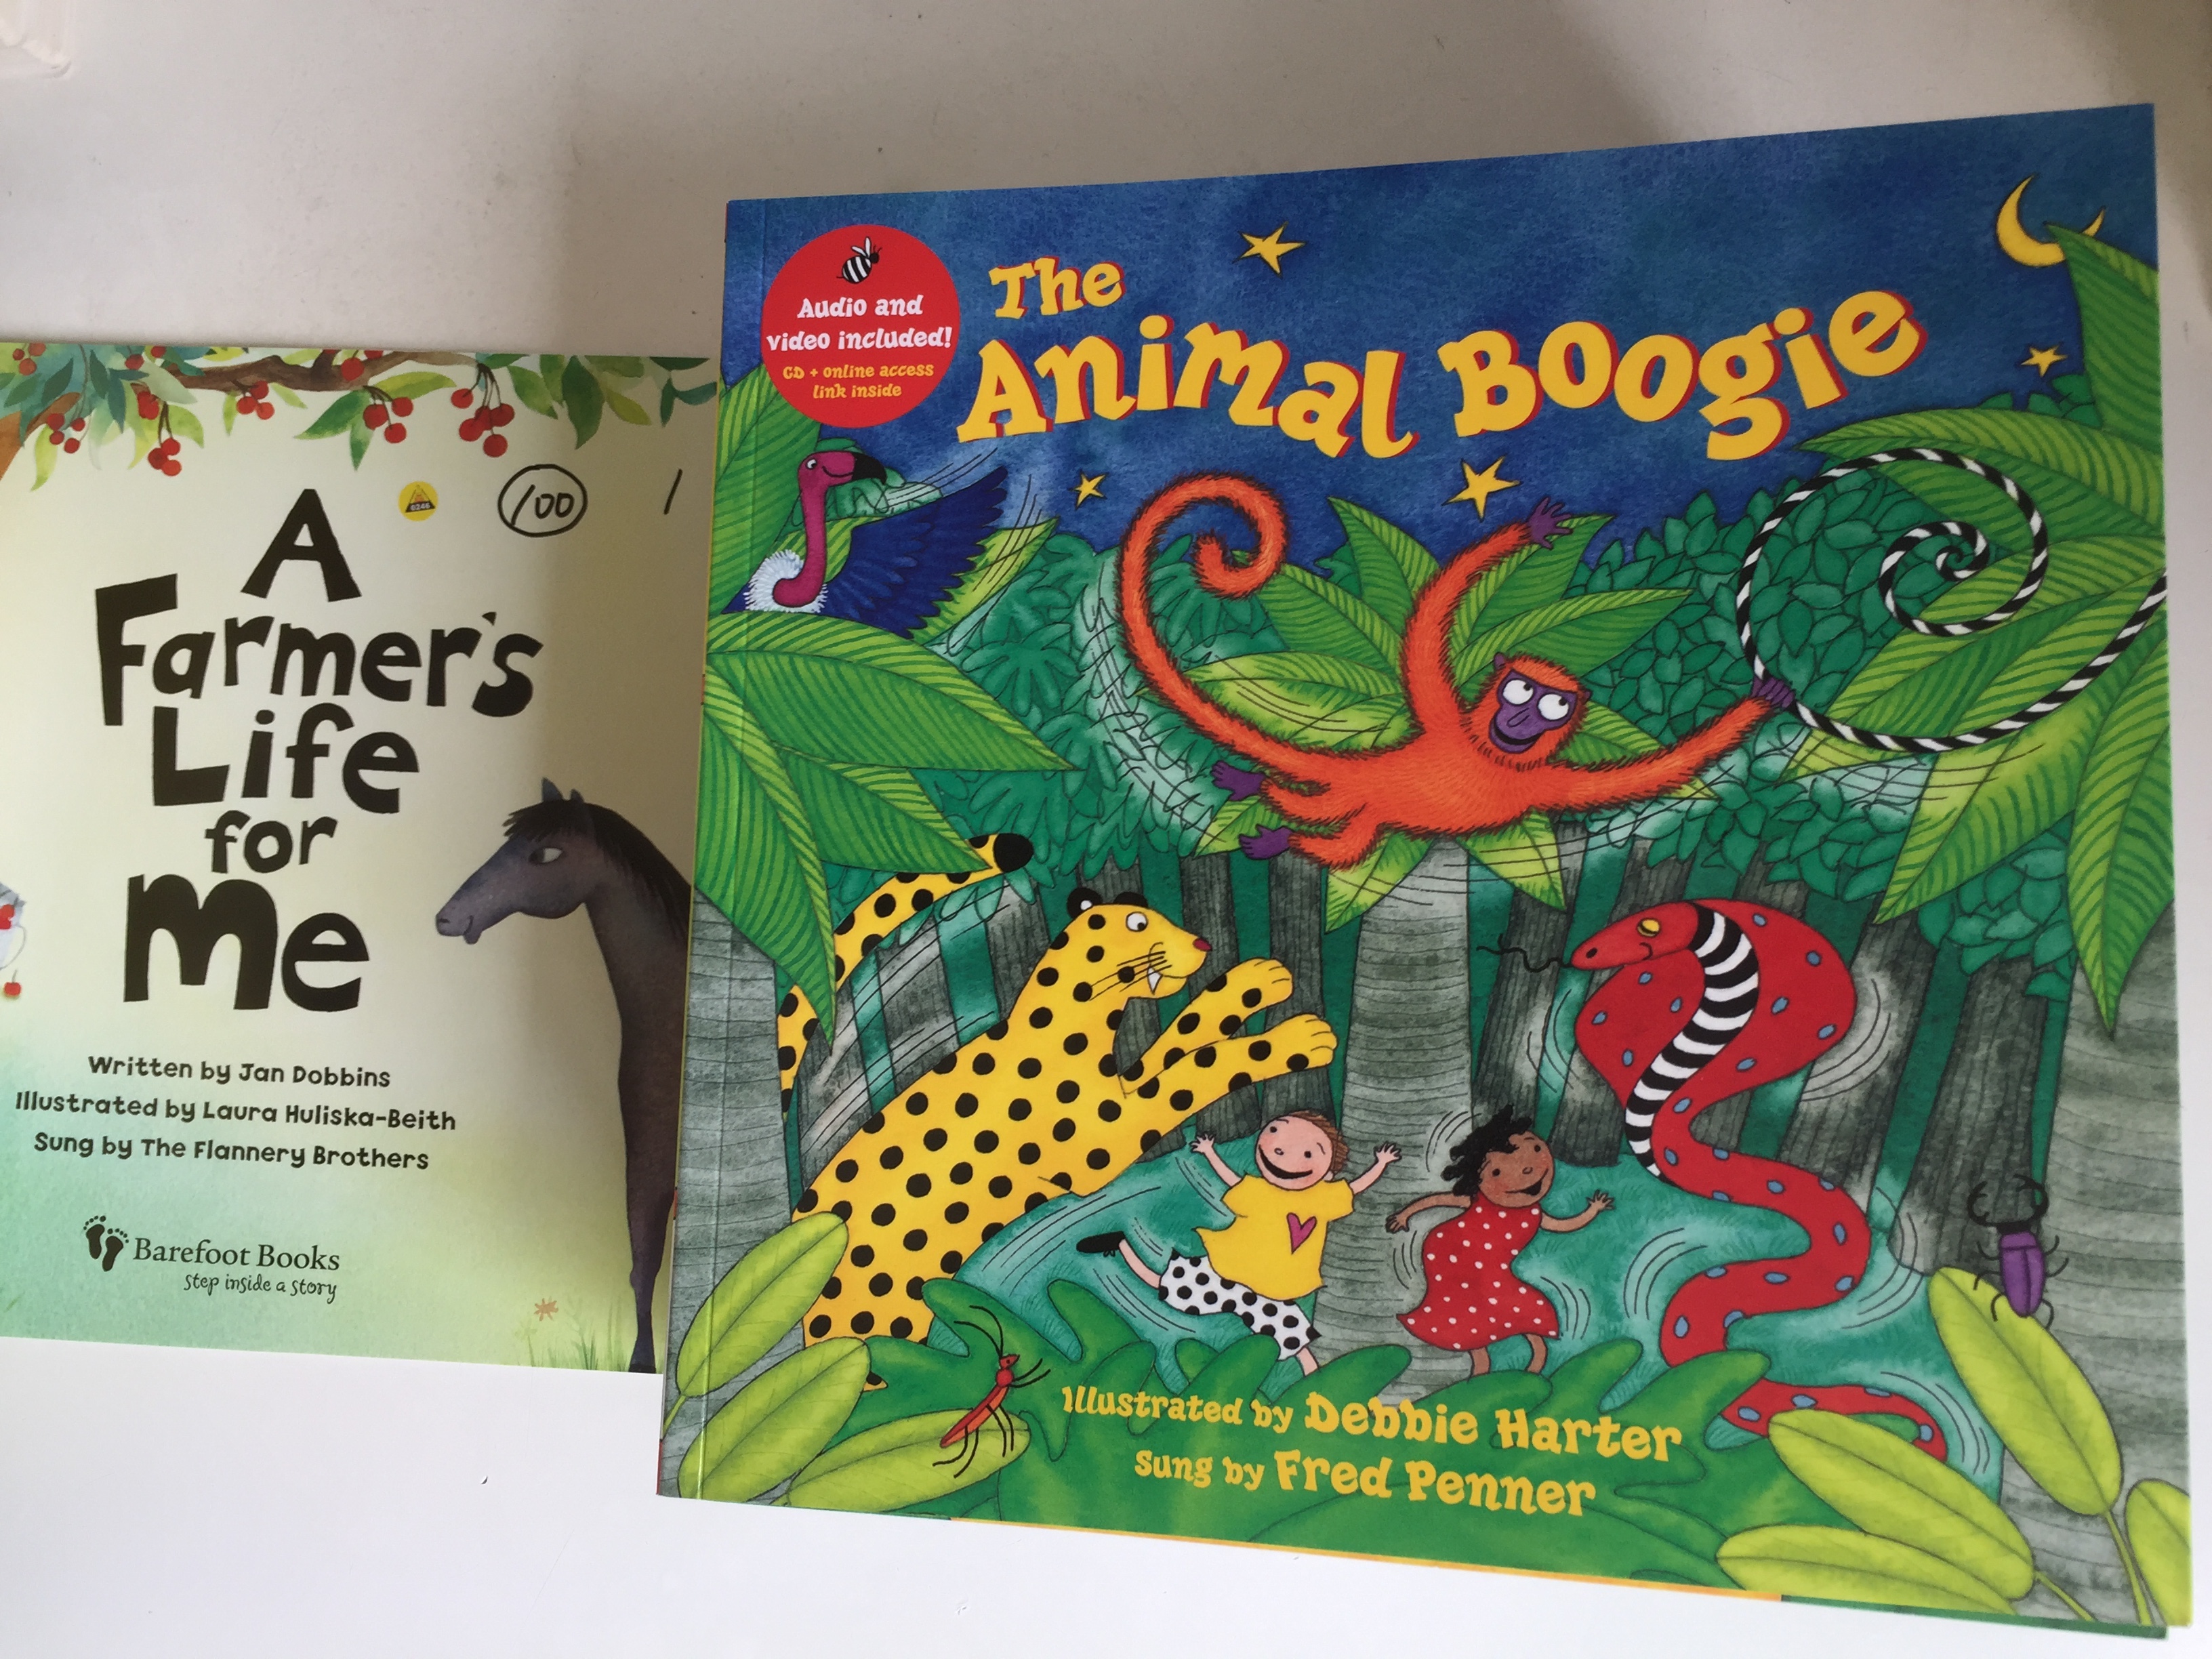 A
Farmer's
Life
for
Me
0246
100
Written by Jan Dobbins
Illustrated by Laura Huliska-Beith
Sung by The Flannery Brothers
Barefoot Books
step inside a story
Audio and
video included!
CD + online access
link inside
The
Animal Boogie
Illustrated by Debbie Harter
Sung by Fred Penner